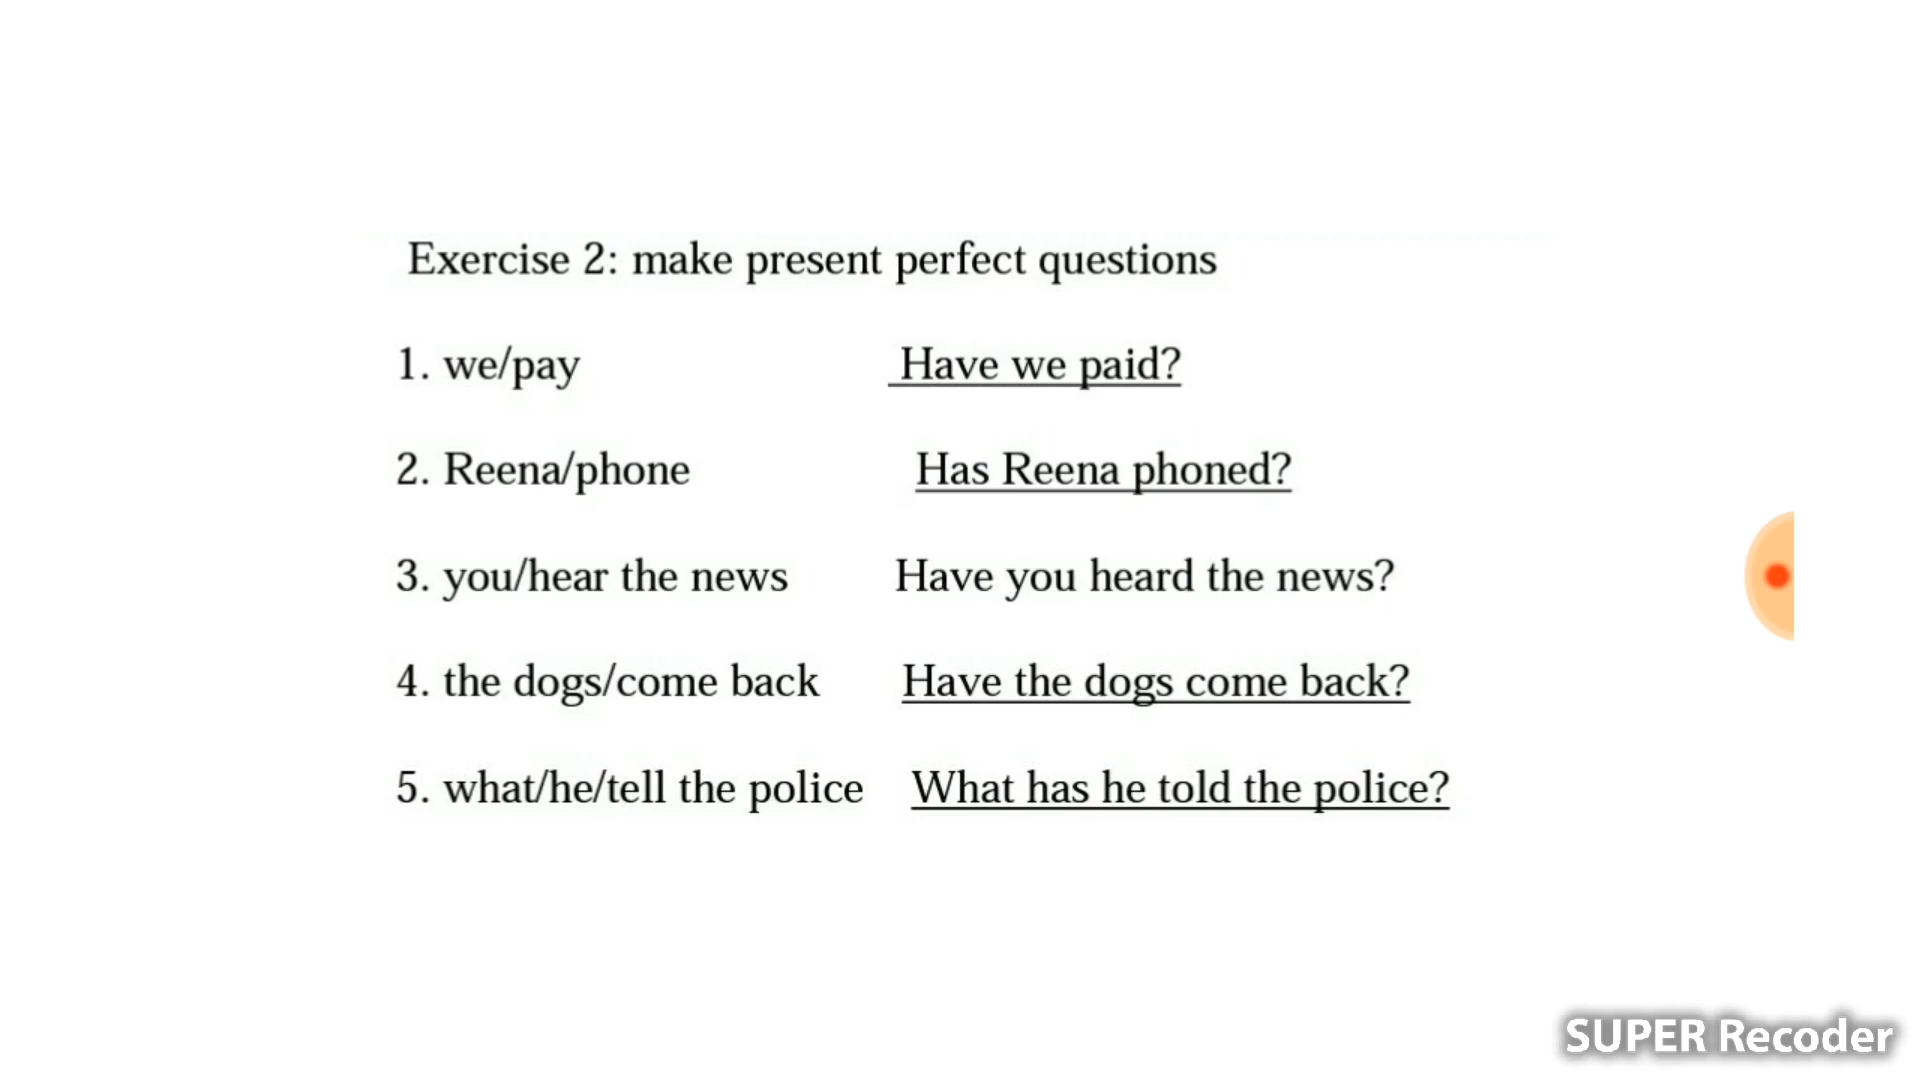 Exercise 2: make present perfect questions
1. we/pay Have we paid?
2. Reena/phone Has Reena phoned?
3. you/hear the news Have you heard the news?
4. the dogs/come back Have the dogs come back?
5. what/he/tell the police What has he told the police?
SUPER Recoder